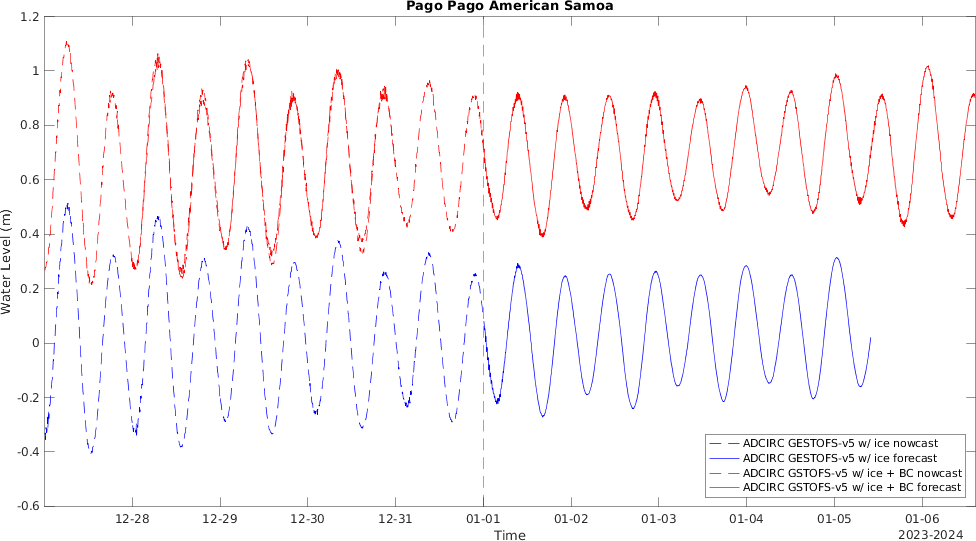 Pago Pago American Samoa
1.2
1
0.8
0.6
0.4
0.2
0
-0.2
-0.4
-0.6
Water Level (m)
ADCIRC GESTOFS-v5 w/ ice nowcast
ADCIRC GESTOFS-v5 w/ ice forecast
ADCIRC GSTOFS-v5 w/ ice + BC nowcast
ADCIRC GSTOFS-v5 w/ ice + BC forecast
12-28 12-29 12-30 12-31 01-01 01-02 01-03 01-04 01-05 01-06
Time
2023-2024